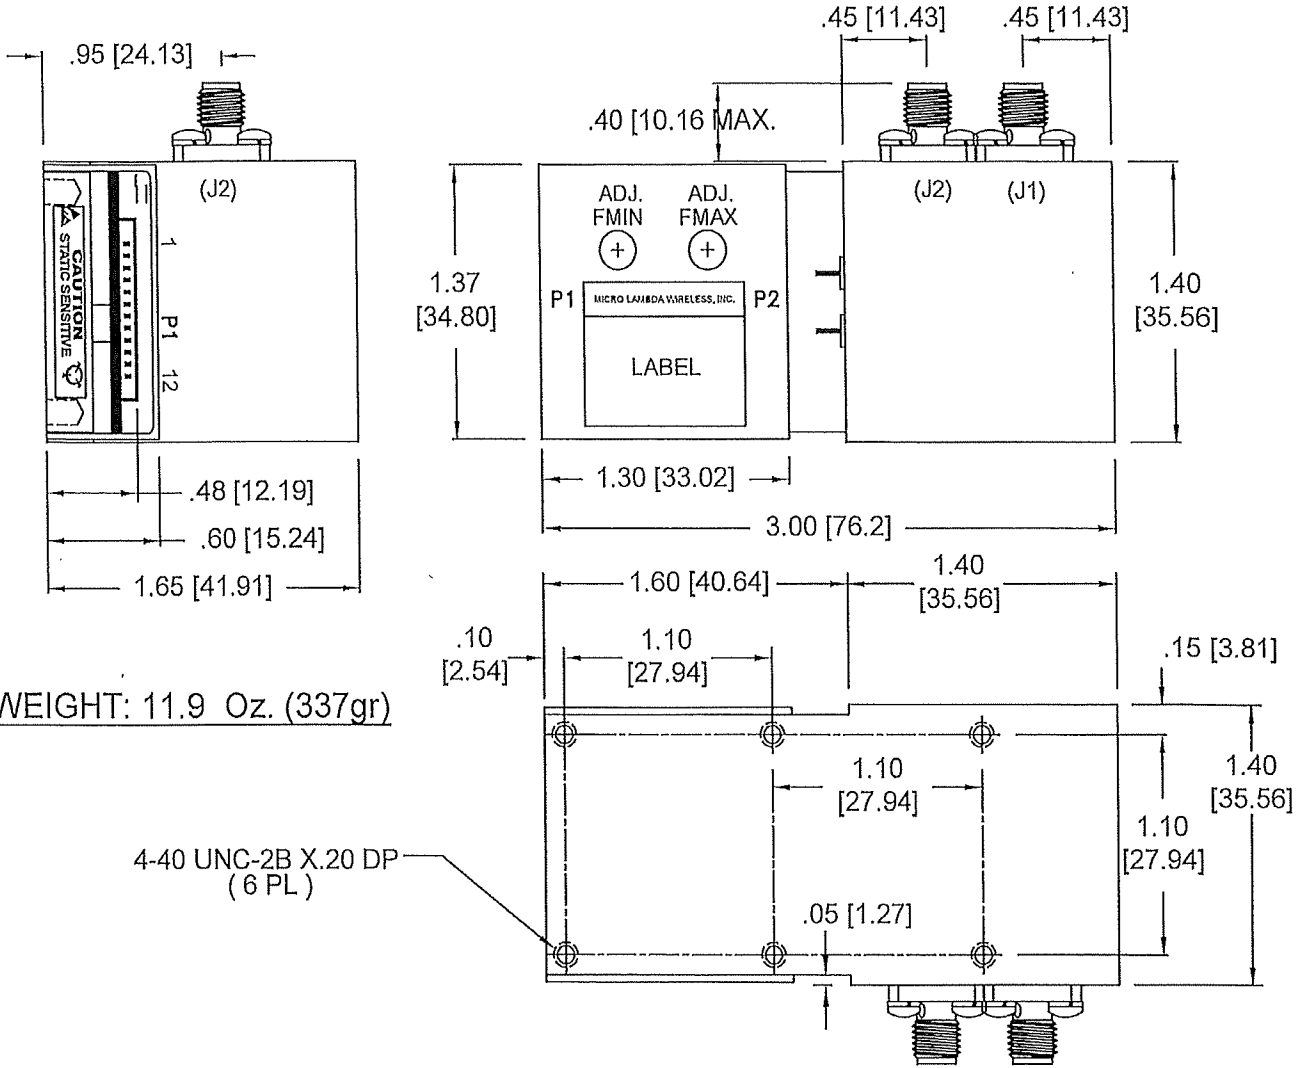 .45 [11.43]
.45 [11.43]
.95 [24.13]
.40 [10.16 MAX.
(J2)
(J2)
(J1)
ADJ.
FMIN
ADJ.
FMAX
1
P1
12
CAUTION
STATIC SENSITIVE
1.37
[34.80]
P1
MICRO LAMBDA WIRELESS, INC.
P2
LABEL
1.40
[35.56]
.48 [12.19]
.60 [15.24]
1.65 [41.91]
1.30 [33.02]
3.00 [76.2]
1.60 [40.64]
1.40
[35.56]
.10
[2.54]
1.10
[27.94]
.15 [3.81]
WEIGHT: 11.9 Oz. (337gr)
1.10
[27.94]
1.40
[35.56]
1.10
[27.94]
4-40 UNC-2B X.20 DP
( 6 PL )
.05 [1.27]